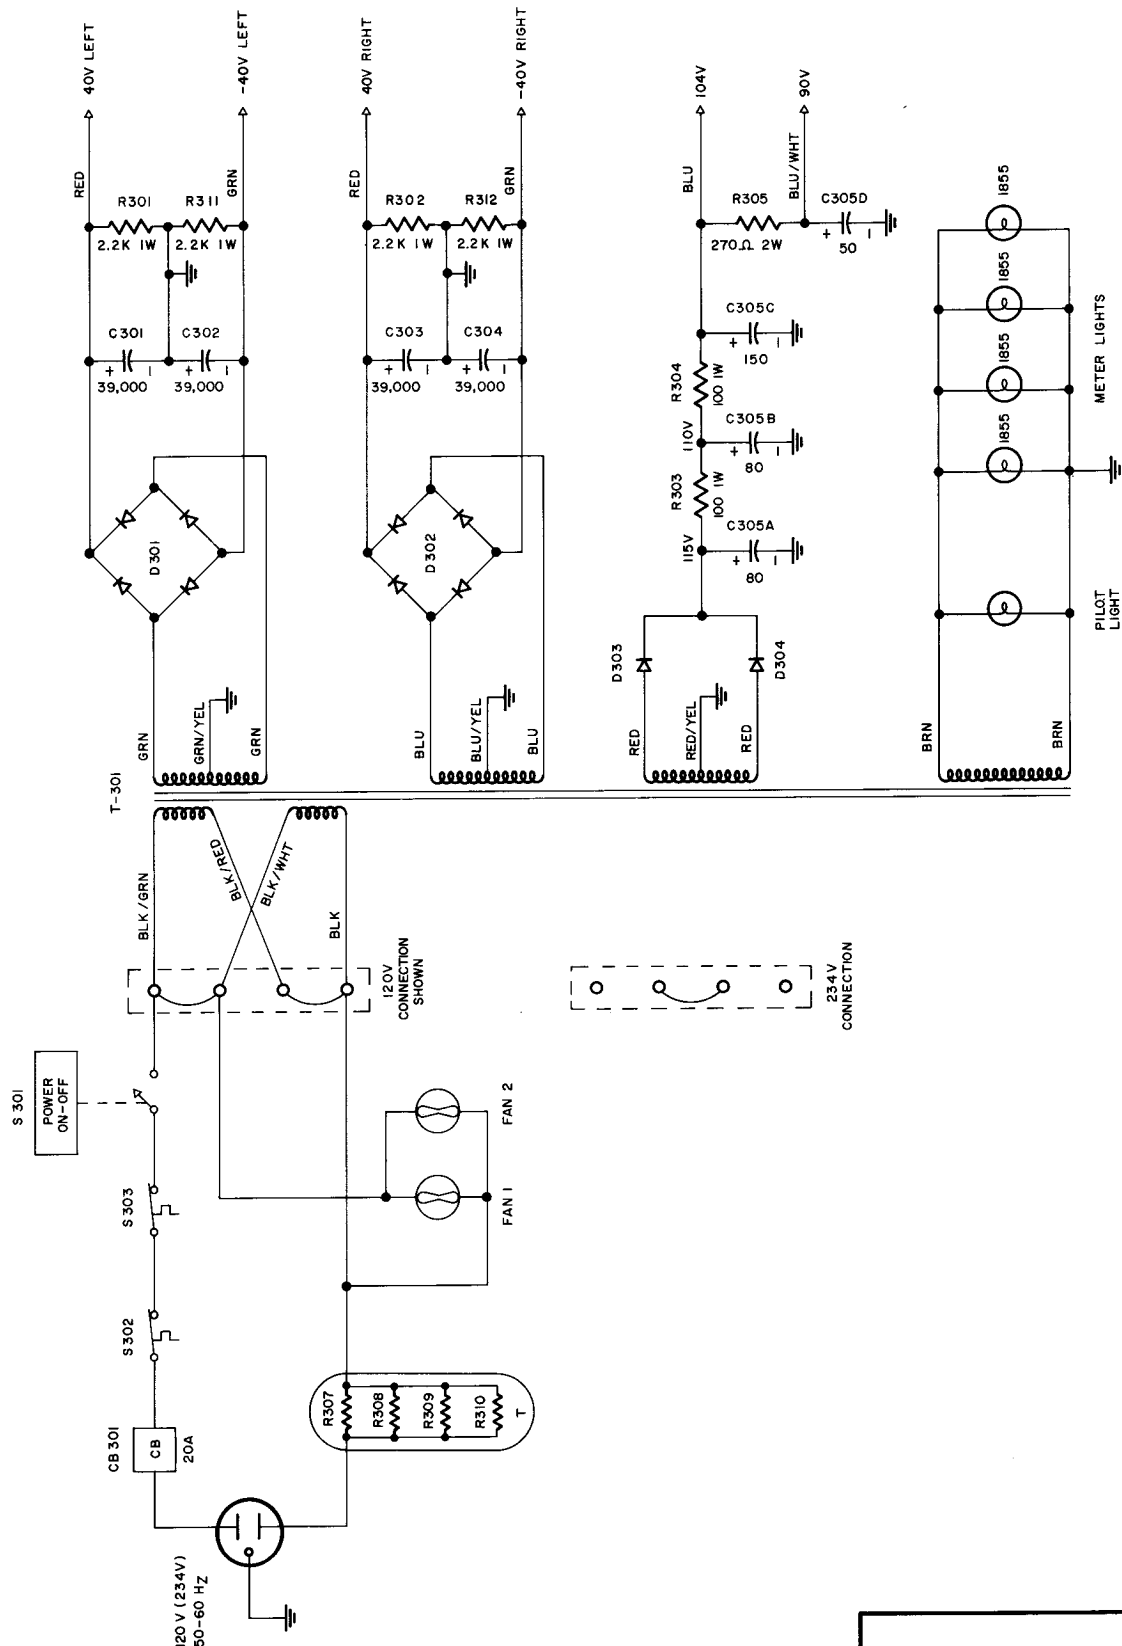 120V (234V)
50-60 HZ
CB301
CB
20A
S302
S303
S301
POWER
ON-OFF
R307
R308
R309
R310
T
FAN 1
FAN 2
120V
CONNECTION
SHOWN
234V
CONNECTION
BLK/GRN
BLK/RED
BLK/WHT
BLK
T-301
GRN
GRN/YEL
GRN
D301
C301
+
39,000
C302
+
39,000
R301
2.2K 1W
R311
2.2K 1W
RED
40V LEFT
GRN
-40V LEFT
BLU
BLU/YEL
BLU
D302
C303
+
39,000
C304
+
39,000
R302
2.2K 1W
R312
2.2K 1W
RED
40V RIGHT
GRN
-40V RIGHT
RED
RED/YEL
RED
D303
D304
115V
C305A
+
80
R303
100 1W
110V
C305B
+
80
R304
100 1W
C305C
+
150
BLU
104V
R305
270Ω 2W
BLU/WHT
90V
C305D
+
50
BRN
BRN
PILOT
LIGHT
1855
1855
1855
1855
METER LIGHTS